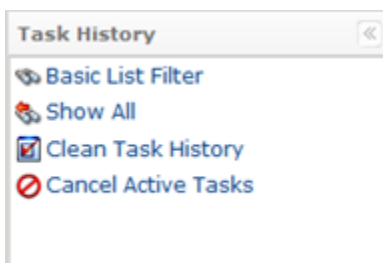 Task History
Basic List Filter
Show All
Clean Task History
Cancel Active Tasks